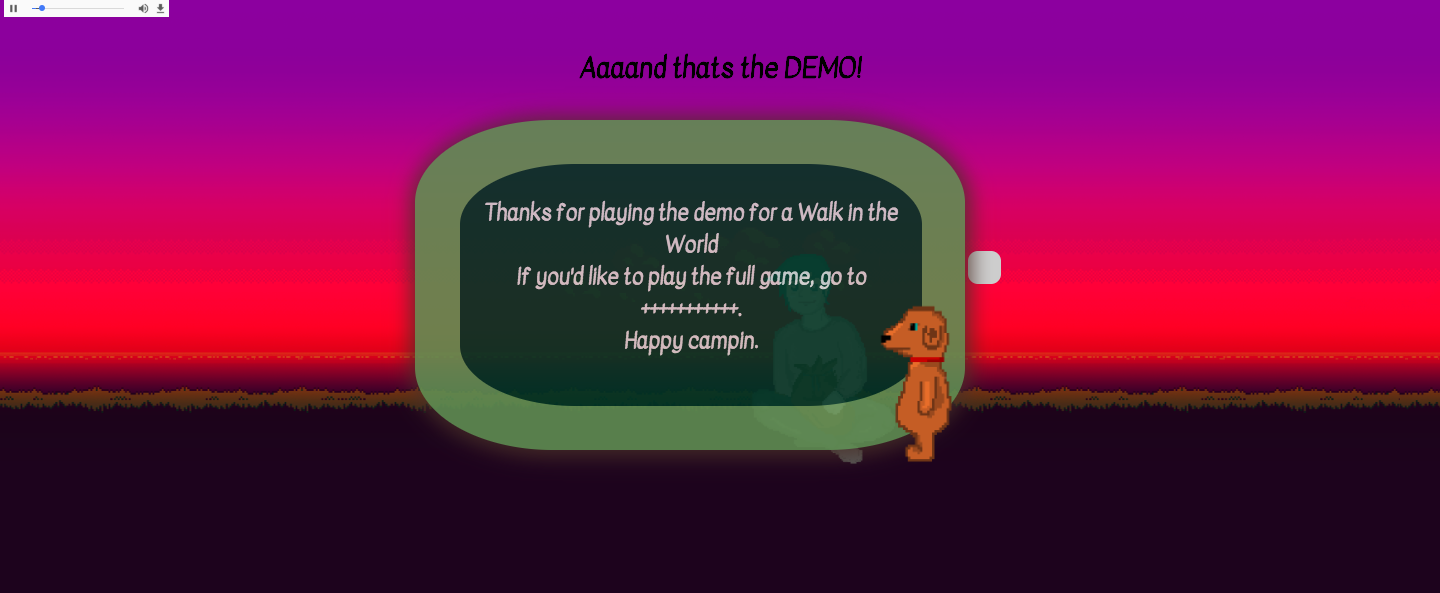 Aaaand thats the DEMO!
Thanks for playing the demo for a Walk in the
World
If you'd like to play the full game, go to
+++++++++++.
Happy campin.